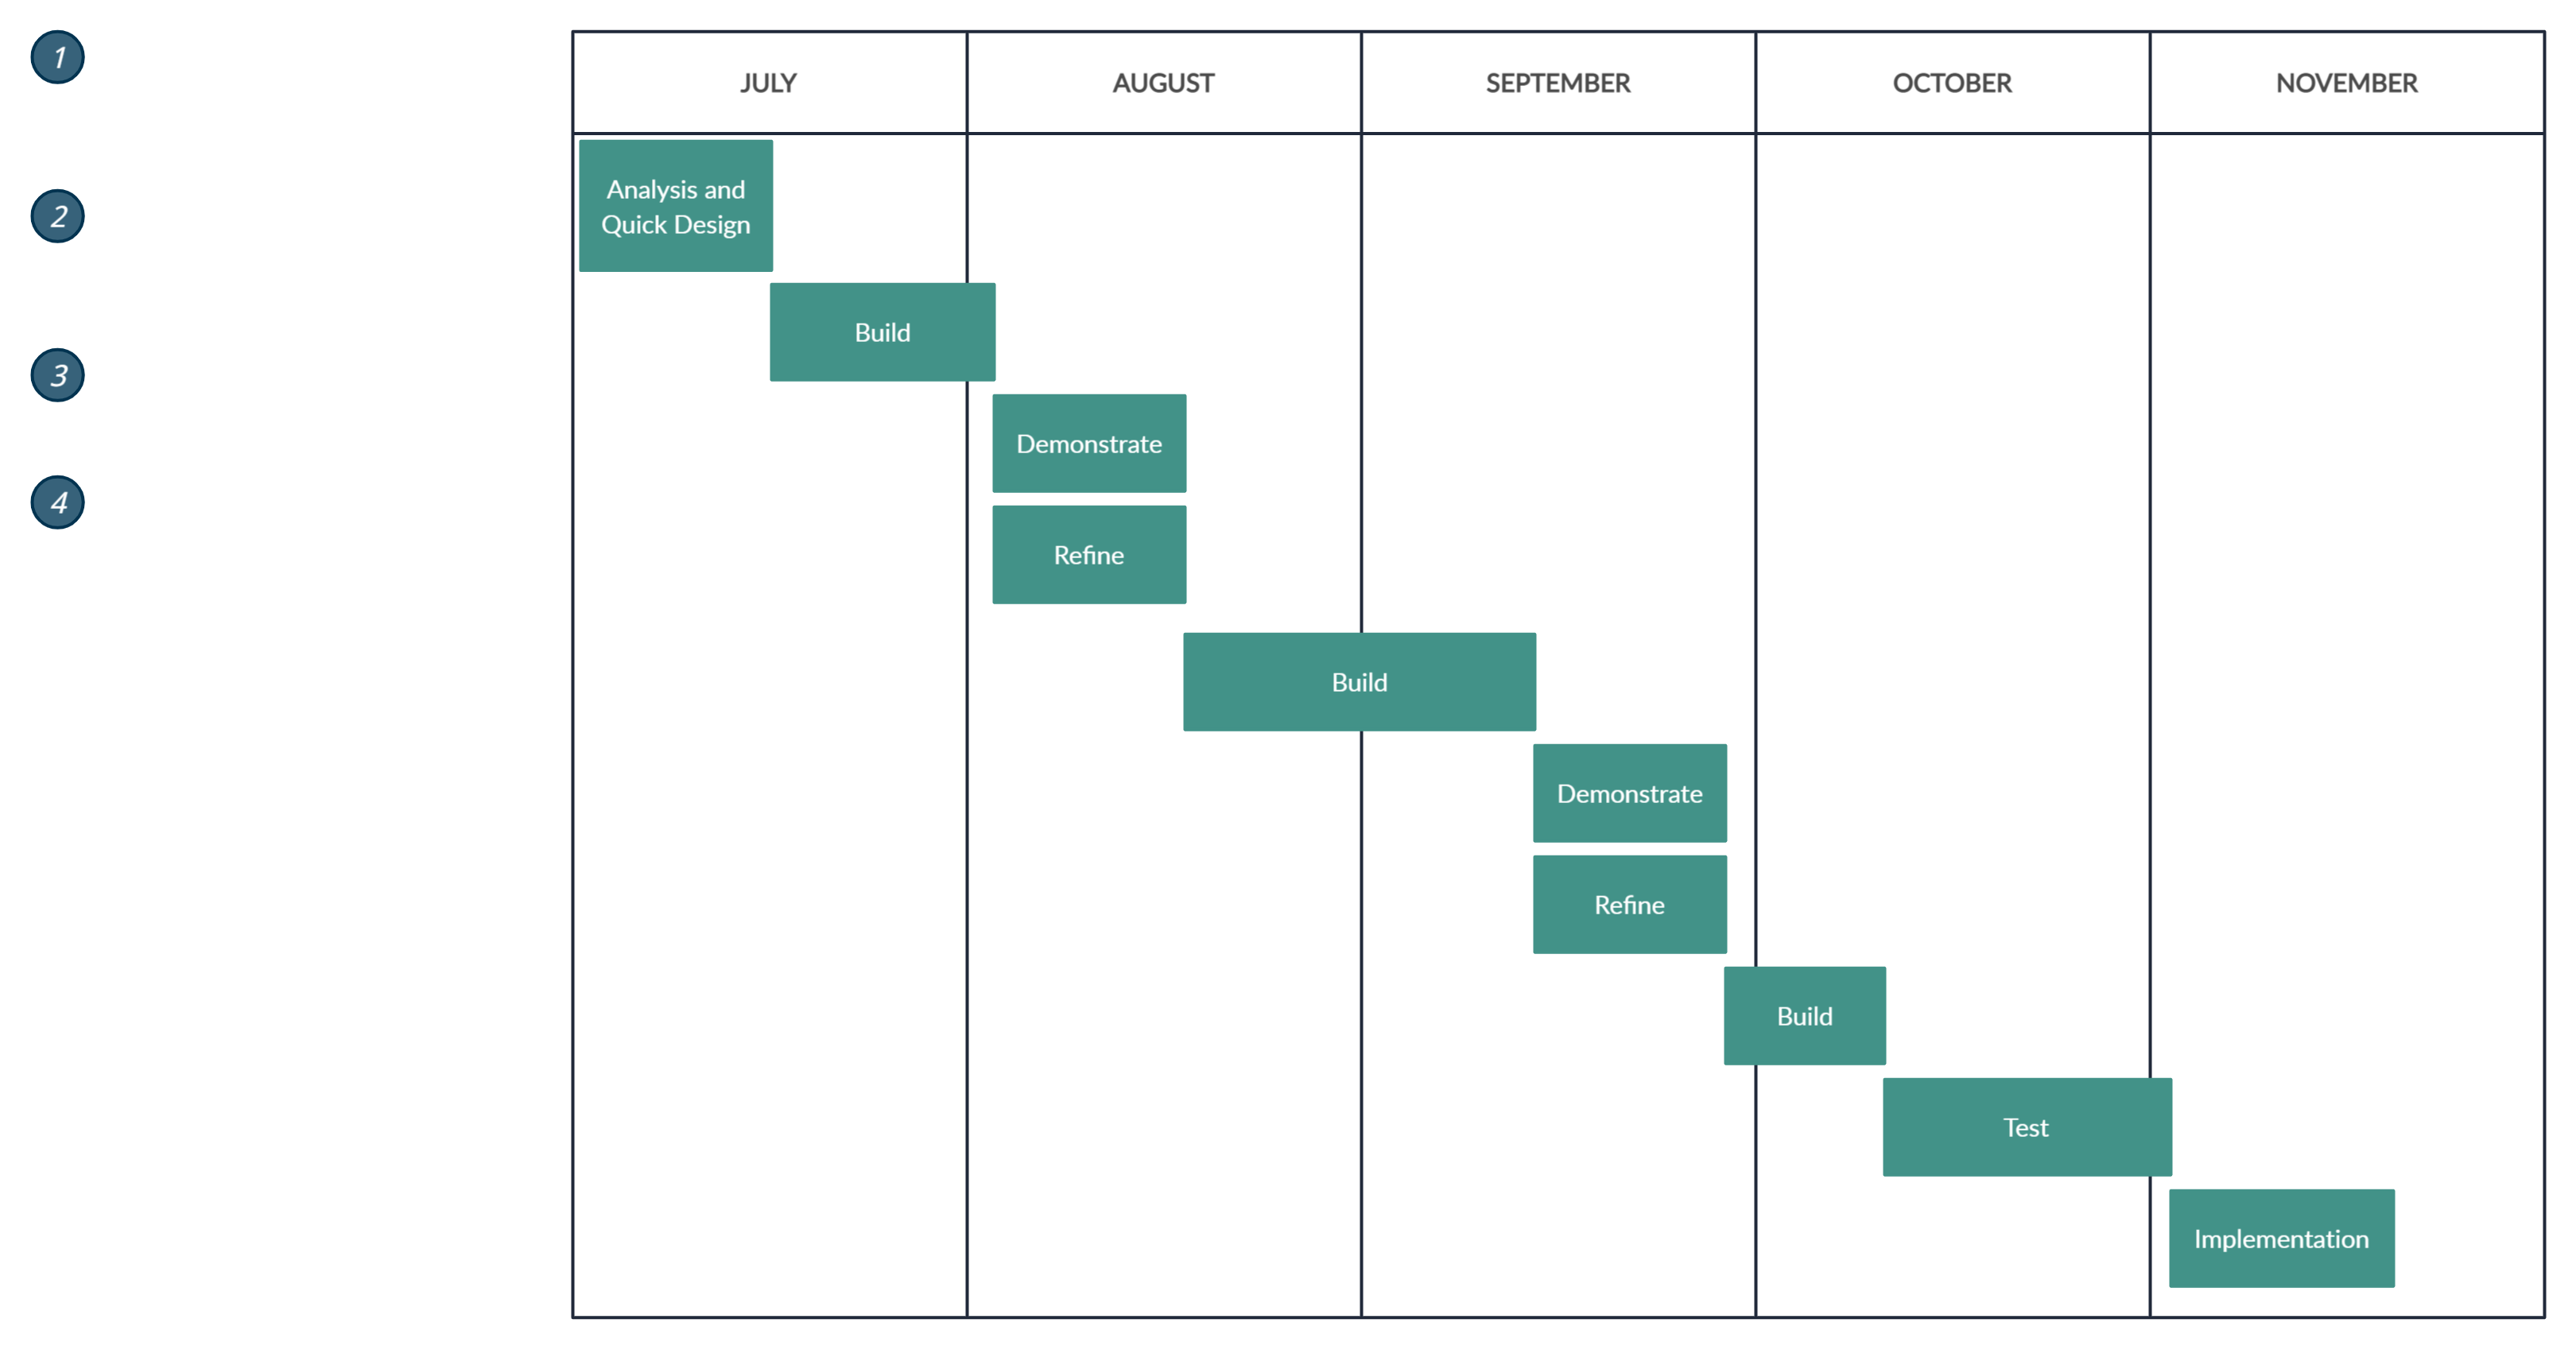 1
2
3
4
JULY
AUGUST
SEPTEMBER
OCTOBER
NOVEMBER
Analysis and
Quick Design
Build
Demonstrate
Refine
Build
Demonstrate
Refine
Build
Test
Implementation